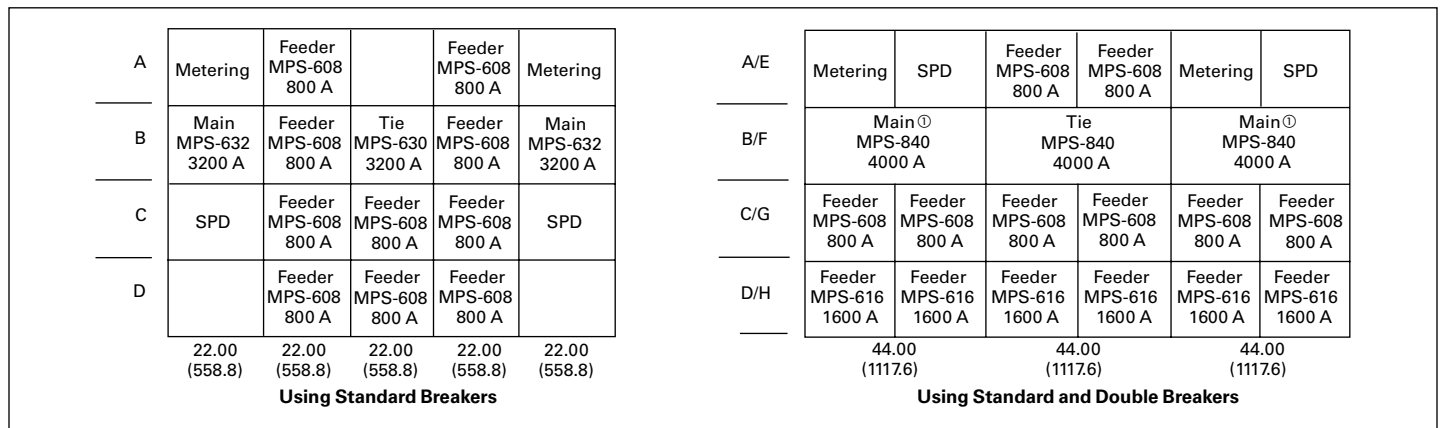 A
Metering
Feeder
MPS-608
800 A
Feeder
MPS-608
800 A
Metering
B
Main
MPS-632
3200 A
Feeder
MPS-608
800 A
Tie
MPS-630
3200 A
Feeder
MPS-608
800 A
Main
MPS-632
3200 A
C
SPD
Feeder
MPS-608
800 A
Feeder
MPS-608
800 A
Feeder
MPS-608
800 A
SPD
D
Feeder
MPS-608
800 A
Feeder
MPS-608
800 A
Feeder
MPS-608
800 A
22.00
(558.8)
22.00
(558.8)
22.00
(558.8)
22.00
(558.8)
22.00
(558.8)
Using Standard Breakers
A/E
Metering
SPD
Feeder
MPS-608
800 A
Feeder
MPS-608
800 A
Metering
SPD
B/F
Main ①
MPS-840
4000 A
Tie
MPS-840
4000 A
Main ①
MPS-840
4000 A
C/G
Feeder
MPS-608
800 A
Feeder
MPS-608
800 A
Feeder
MPS-608
800 A
Feeder
MPS-608
800 A
Feeder
MPS-608
800 A
Feeder
MPS-608
800 A
D/H
Feeder
MPS-616
1600 A
Feeder
MPS-616
1600 A
Feeder
MPS-616
1600 A
Feeder
MPS-616
1600 A
Feeder
MPS-616
1600 A
Feeder
MPS-616
1600 A
44.00
(1117.6)
44.00
(1117.6)
44.00
(1117.6)
Using Standard and Double Breakers